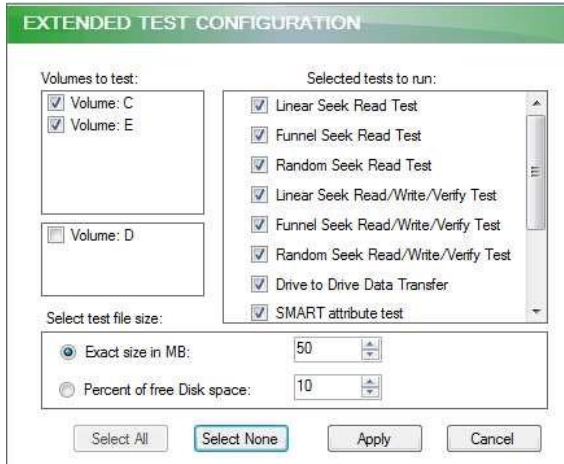 EXTENDED TEST CONFIGURATION
Volumes to test:
Volume: C
Volume: E
Volume: D
Selected tests to run:
Linear Seek Read Test
Funnel Seek Read Test
Random Seek Read Test
Linear Seek Read/Write/Verify Test
Funnel Seek Read/Write/Verify Test
Random Seek Read/Write/Verify Test
Drive to Drive Data Transfer
SMART attribute test
Select test file size:
Exact size in MB: 50
Percent of free Disk space: 10
Select All Select None Apply Cancel